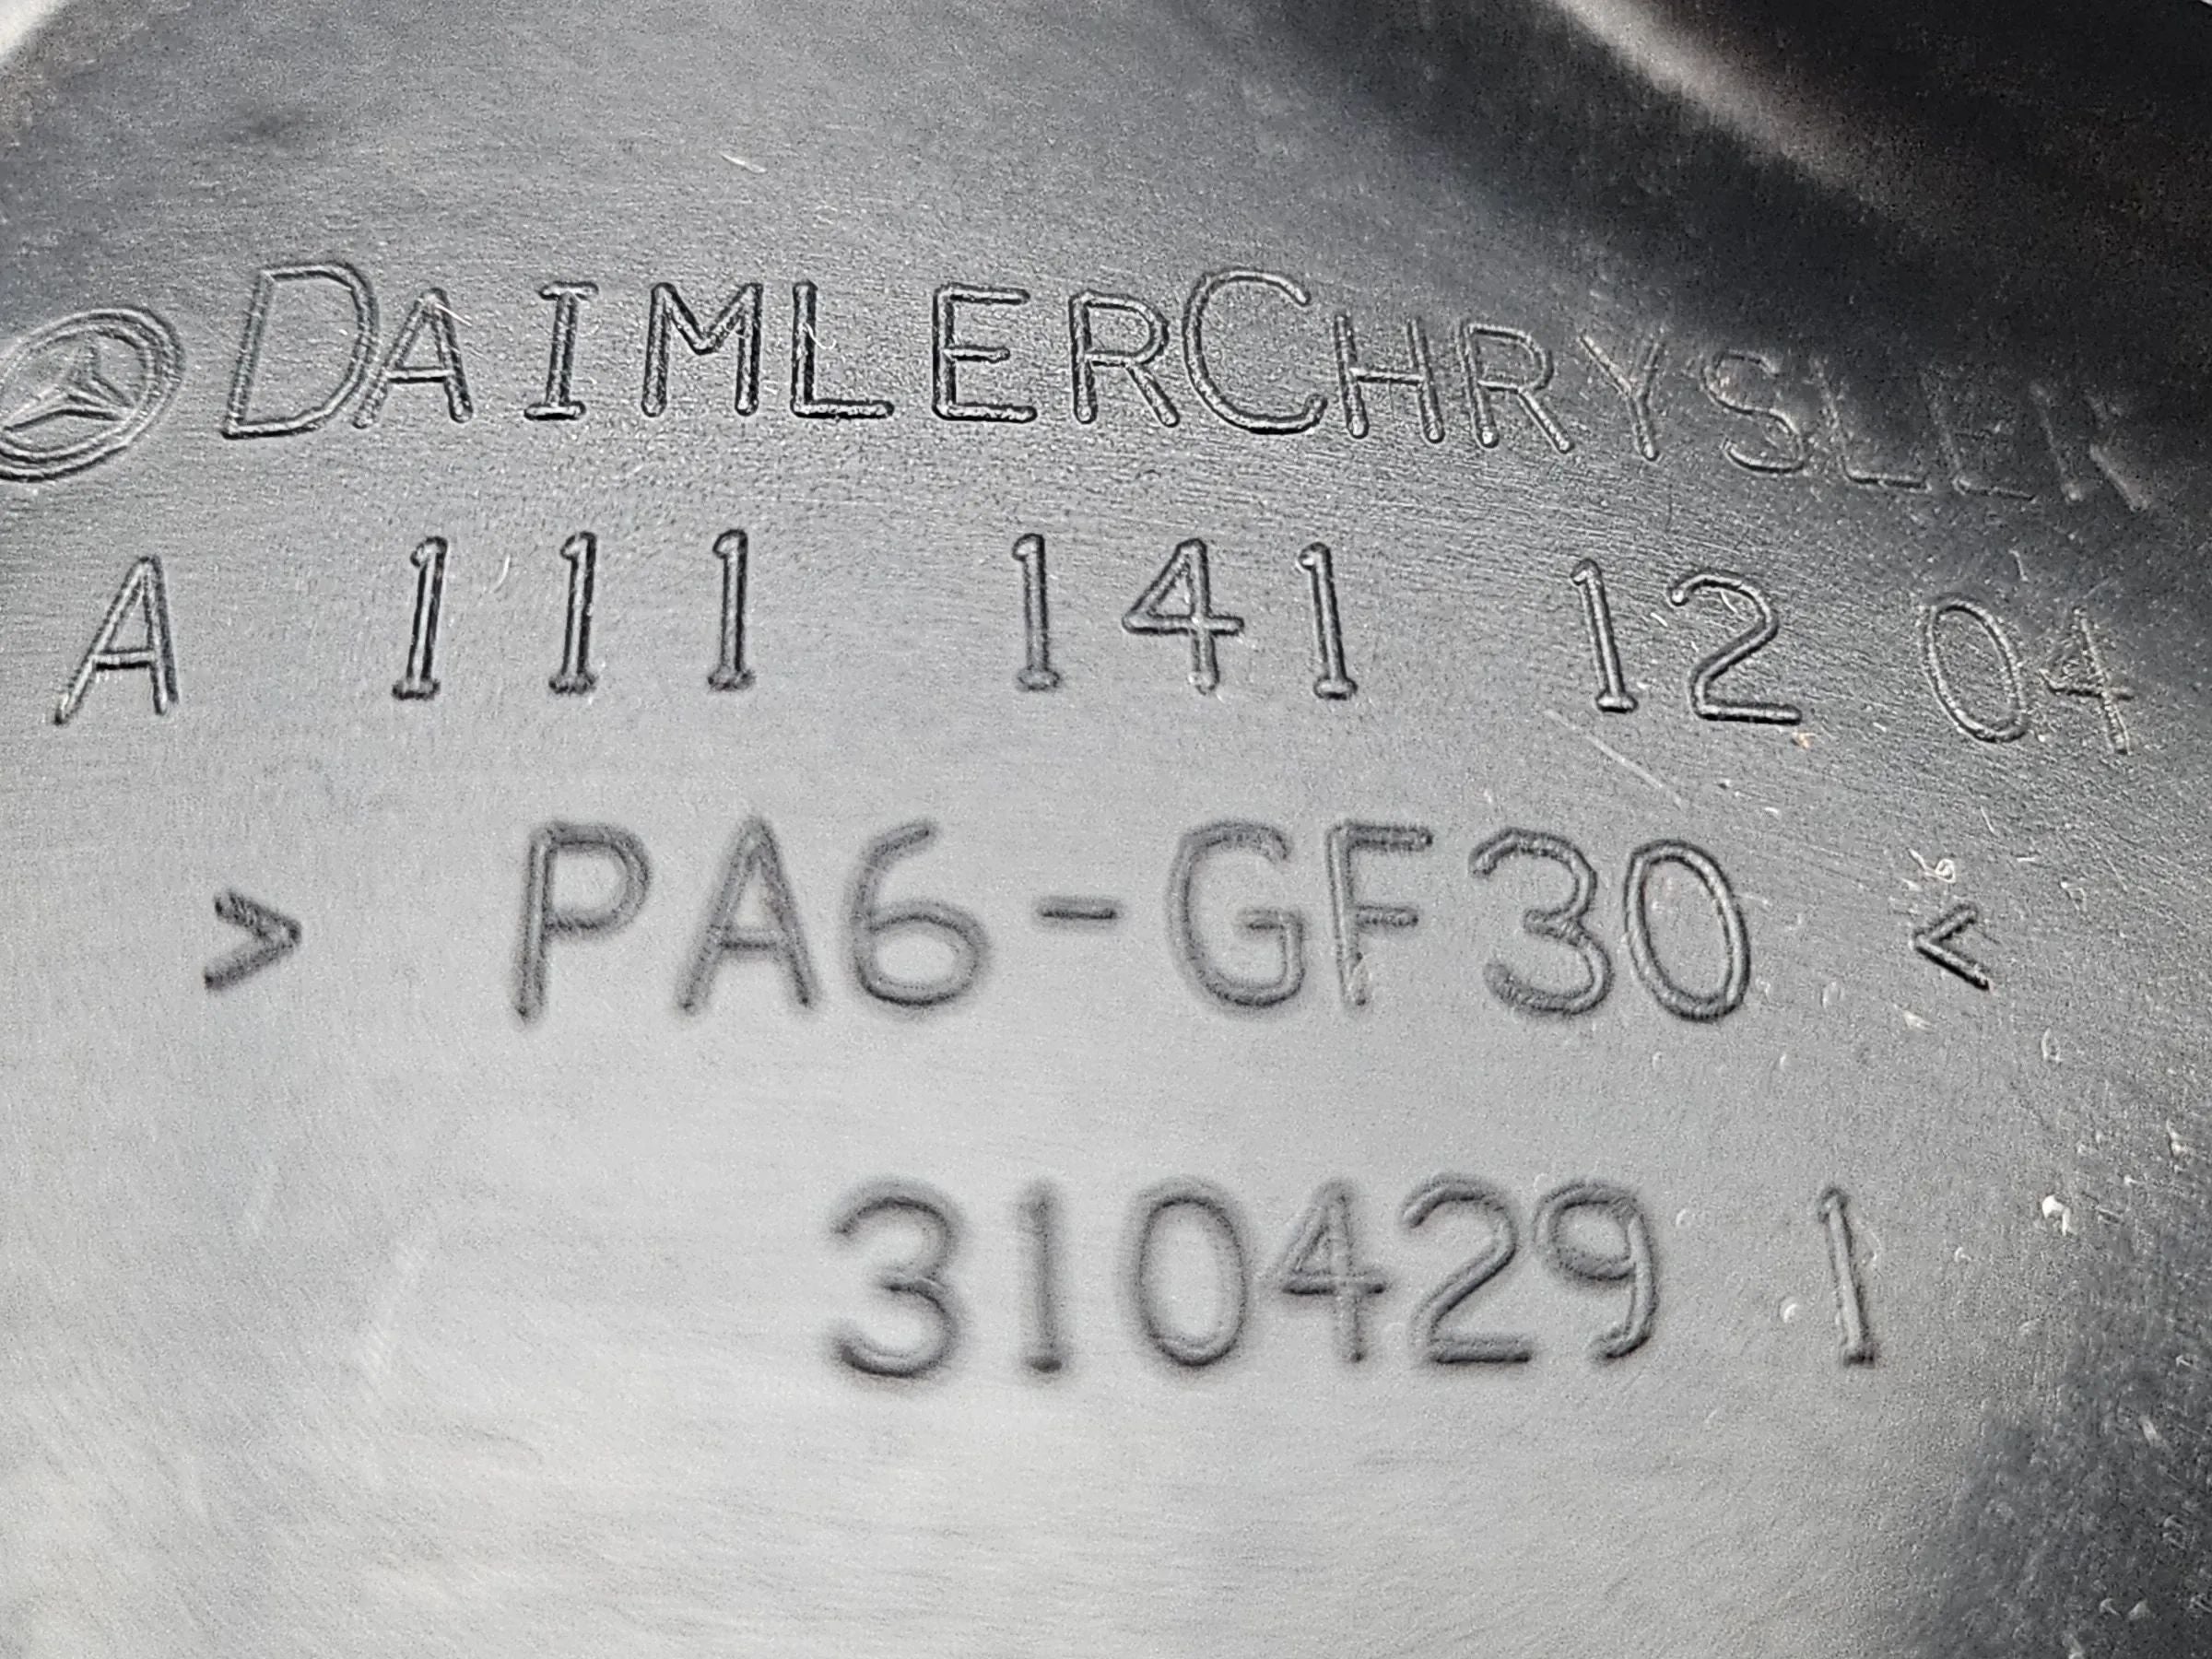 DAIMLERCHRYSLER
A 111 141 12 04
> PA6-GF30 <
310429 1